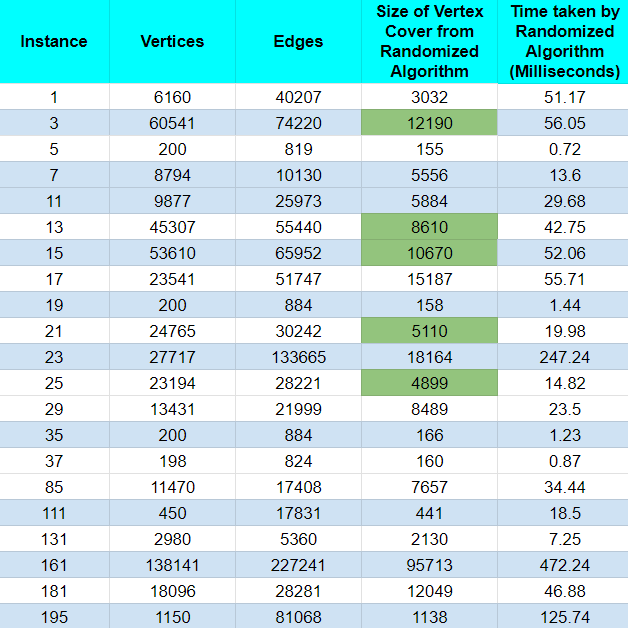 Instance Vertices Edges Size of Vertex Cover from Randomized Algorithm Time taken by Randomized Algorithm (Milliseconds)
1 6160 40207 3032 51.17
3 60541 74220 12190 56.05
5 200 819 155 0.72
7 8794 10130 5556 13.6
11 9877 25973 5884 29.68
13 45307 55440 8610 42.75
15 53610 65952 10670 52.06
17 23541 51747 15187 55.71
19 200 884 158 1.44
21 24765 30242 5110 19.98
23 27717 133665 18164 247.24
25 23194 28221 4899 14.82
29 13431 21999 8489 23.5
35 200 884 166 1.23
37 198 824 160 0.87
85 11470 17408 7657 34.44
111 450 17831 441 18.5
131 2980 5360 2130 7.25
161 138141 227241 95713 472.24
181 18096 28281 12049 46.88
195 1150 81068 1138 125.74